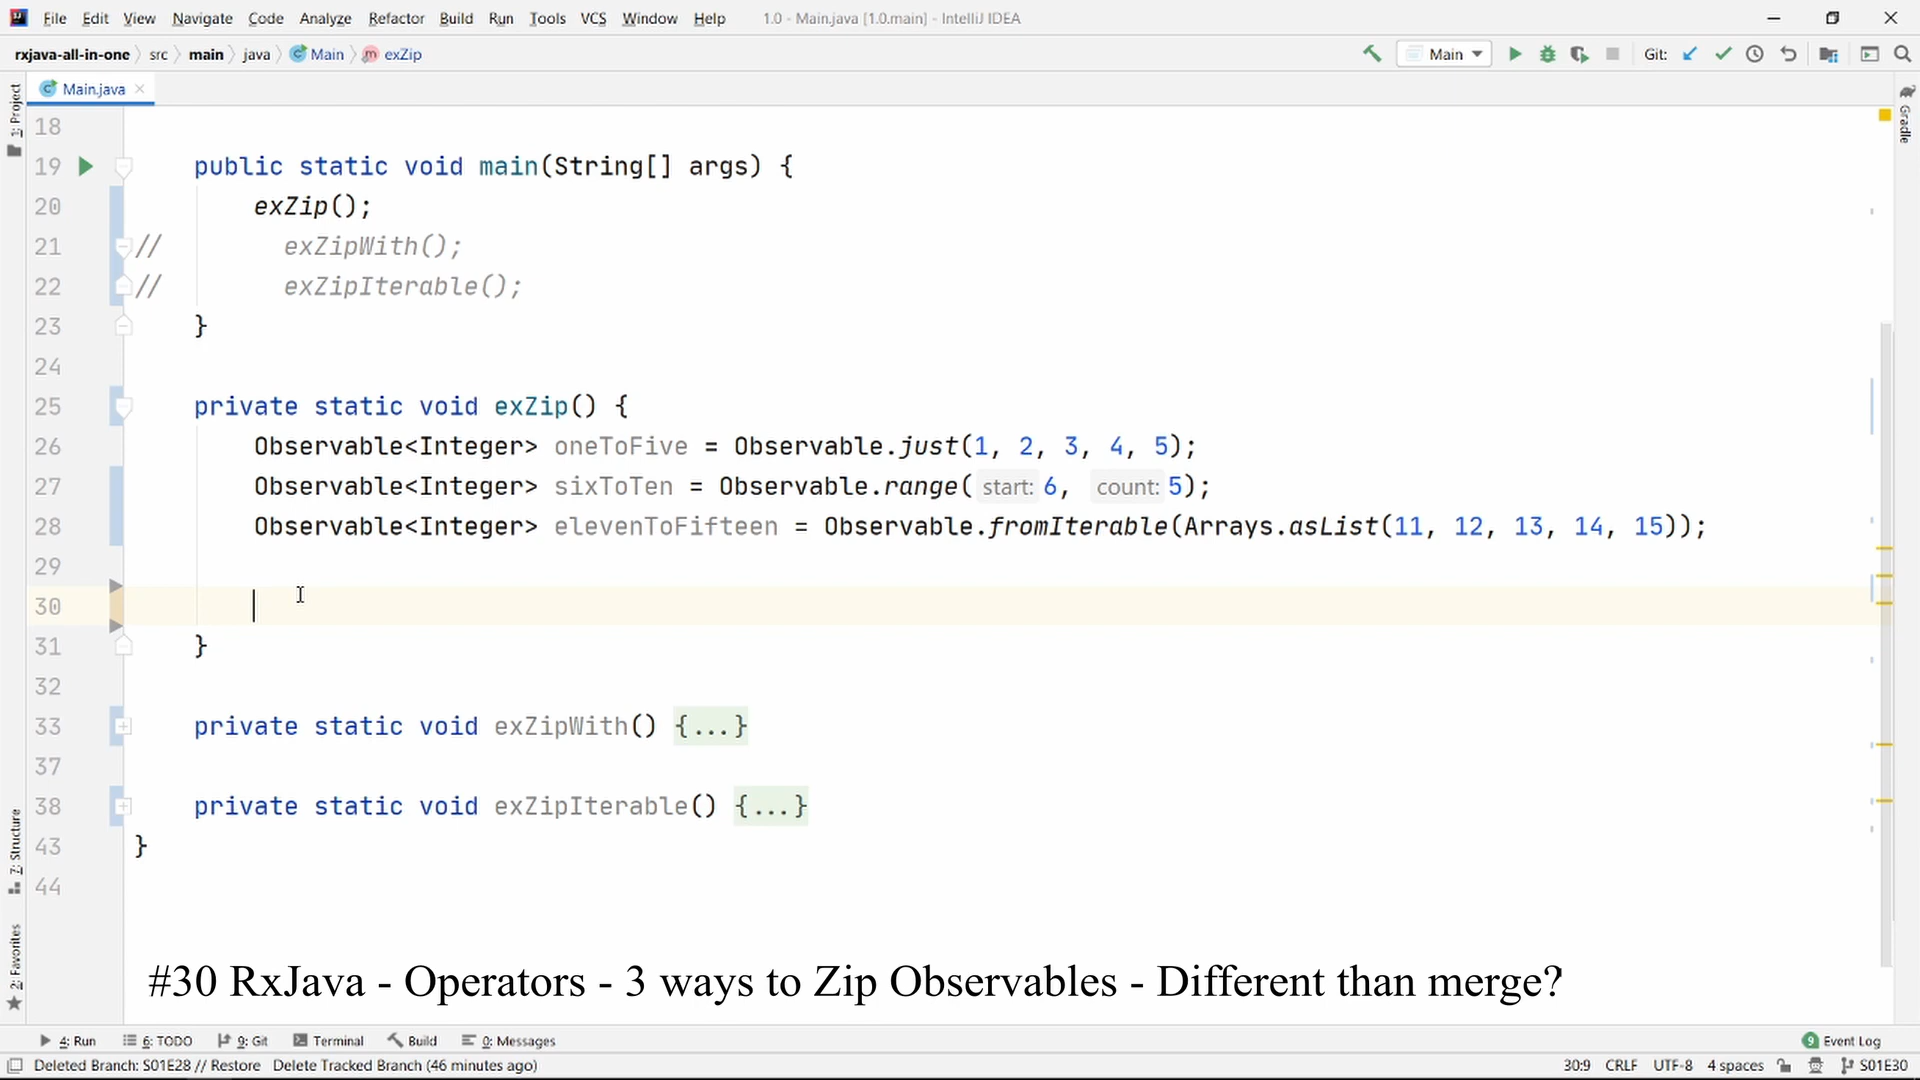 File Edit View Navigate Code Analyze Refactor Build Run Tools VCS Window Help 1.0 - Main.java [1.0.main] - IntelliJ IDEA
rxjava-all-in-one src main java Main exZip Main Git:
Main.java
1: Project
Gradle
18
19 public static void main(String[] args) {
20 exZip();
21 // exZipWith();
22 // exZipIterable();
23 }
24
25 private static void exZip() {
26 Observable<Integer> oneToFive = Observable.just(1, 2, 3, 4, 5);
27 Observable<Integer> sixToTen = Observable.range( start: 6, count: 5);
28 Observable<Integer> elevenToFifteen = Observable.fromIterable(Arrays.asList(11, 12, 13, 14, 15));
29
30
31 }
32
33 private static void exZipWith() {...}
37
38 private static void exZipIterable() {...}
43 }
44
7: Structure
2: Favorites
#30 RxJava - Operators - 3 ways to Zip Observables - Different than merge?
4: Run 6: TODO 9: Git Terminal Build 0: Messages 9 Event Log
Deleted Branch: S01E28 // Restore Delete Tracked Branch (46 minutes ago) 30:9 CRLF UTF-8 4 spaces S01E30